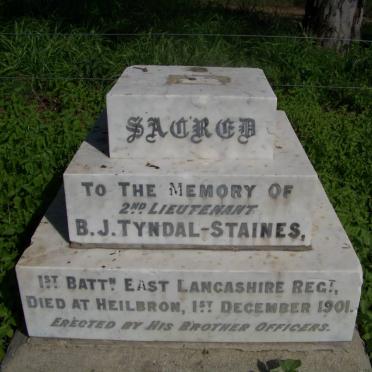 SACRED
TO THE MEMORY OF
2ND LIEUTENANT
B.J. TYNDAL-STAINES,
1ST BATTN EAST LANCASHIRE REGT,
DIED AT HEILBRON, 1ST DECEMBER 1901.
ERECTED BY HIS BROTHER OFFICERS.